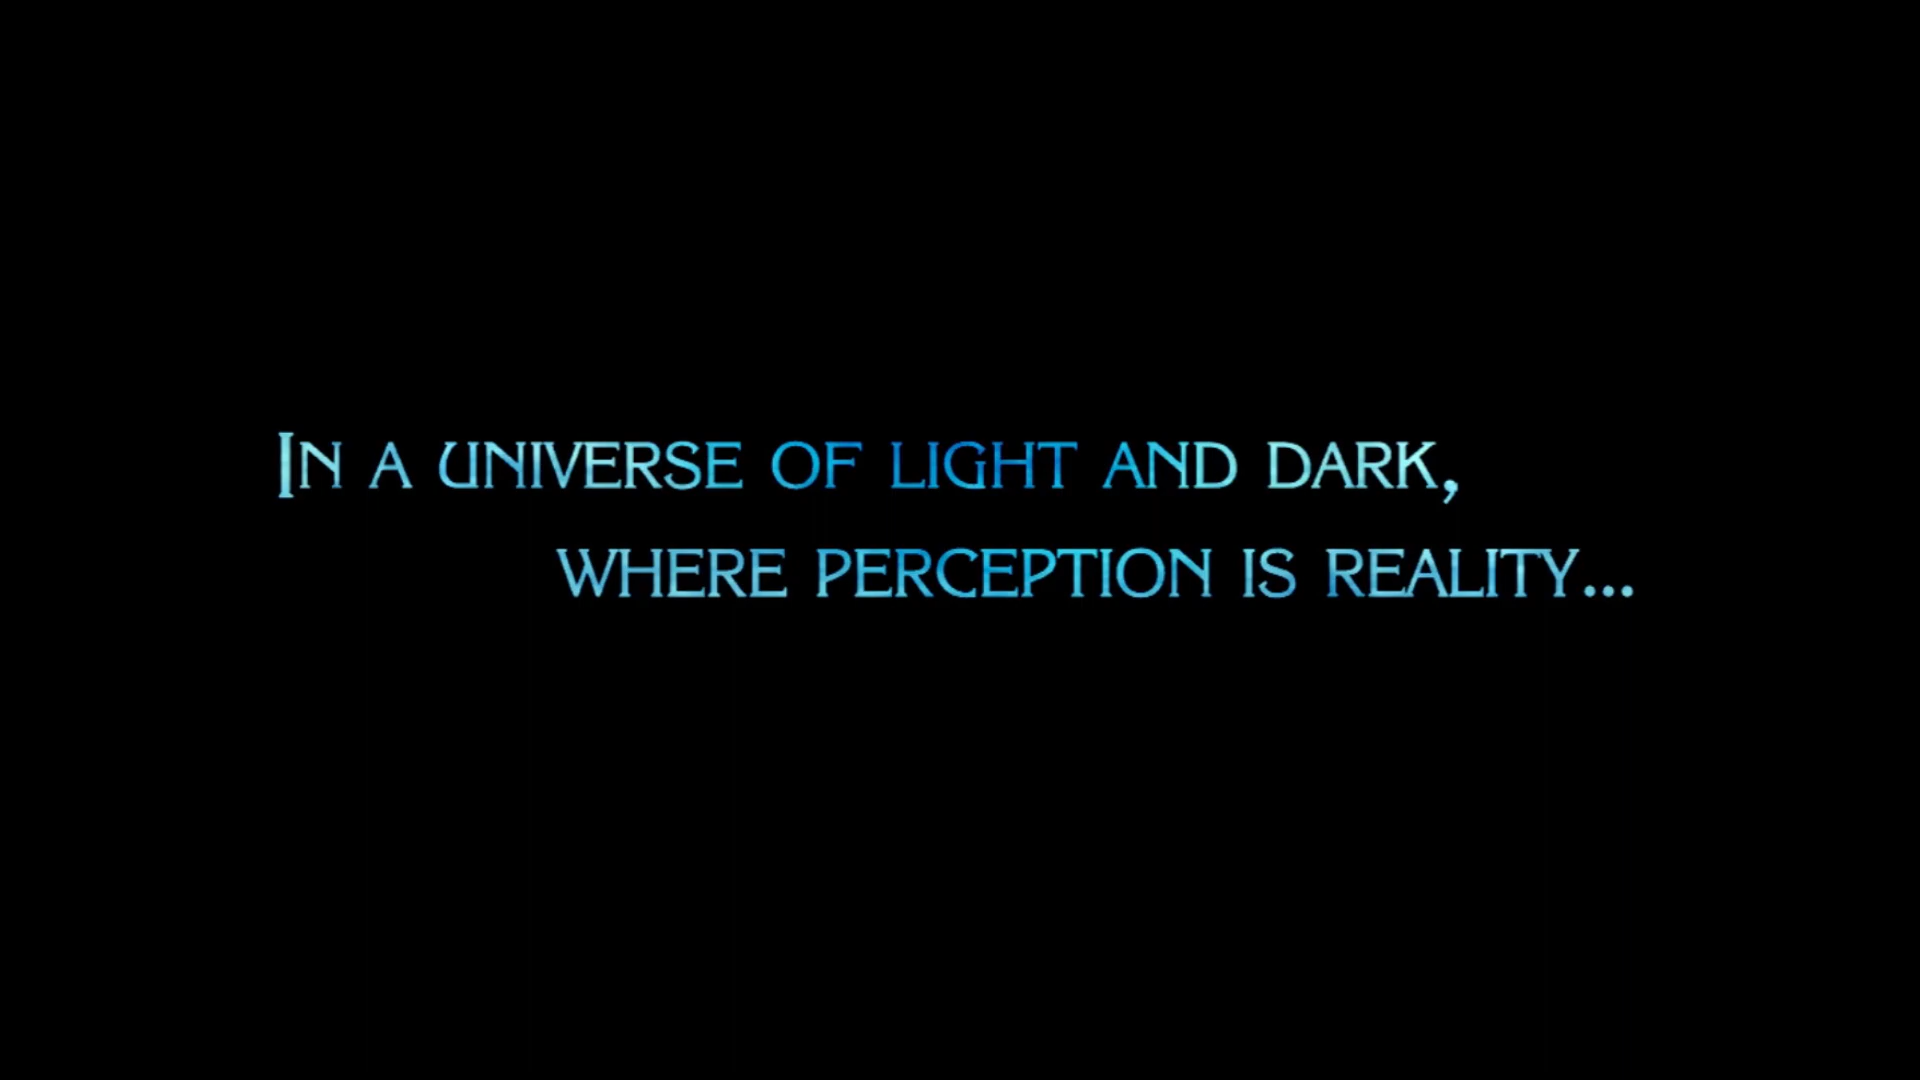 In a universe of light and dark,
where perception is reality...